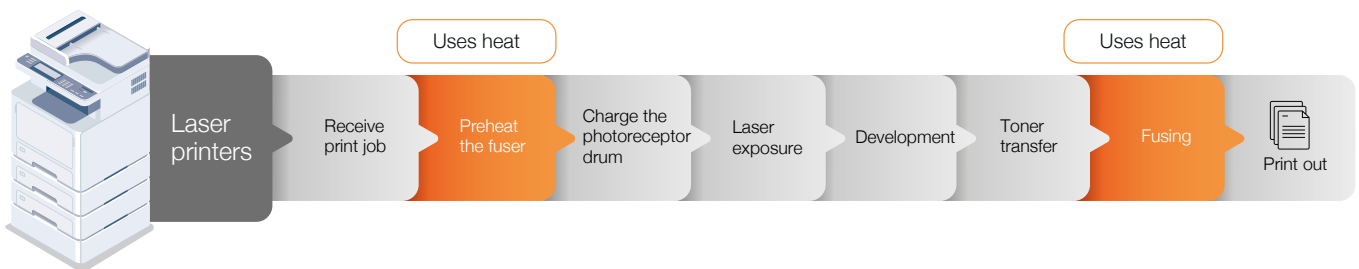 Uses heat
Uses heat
Laser
printers
Receive
print job
Preheat
the fuser
Charge the
photoreceptor
drum
Laser
exposure
Development
Toner
transfer
Fusing
Print out